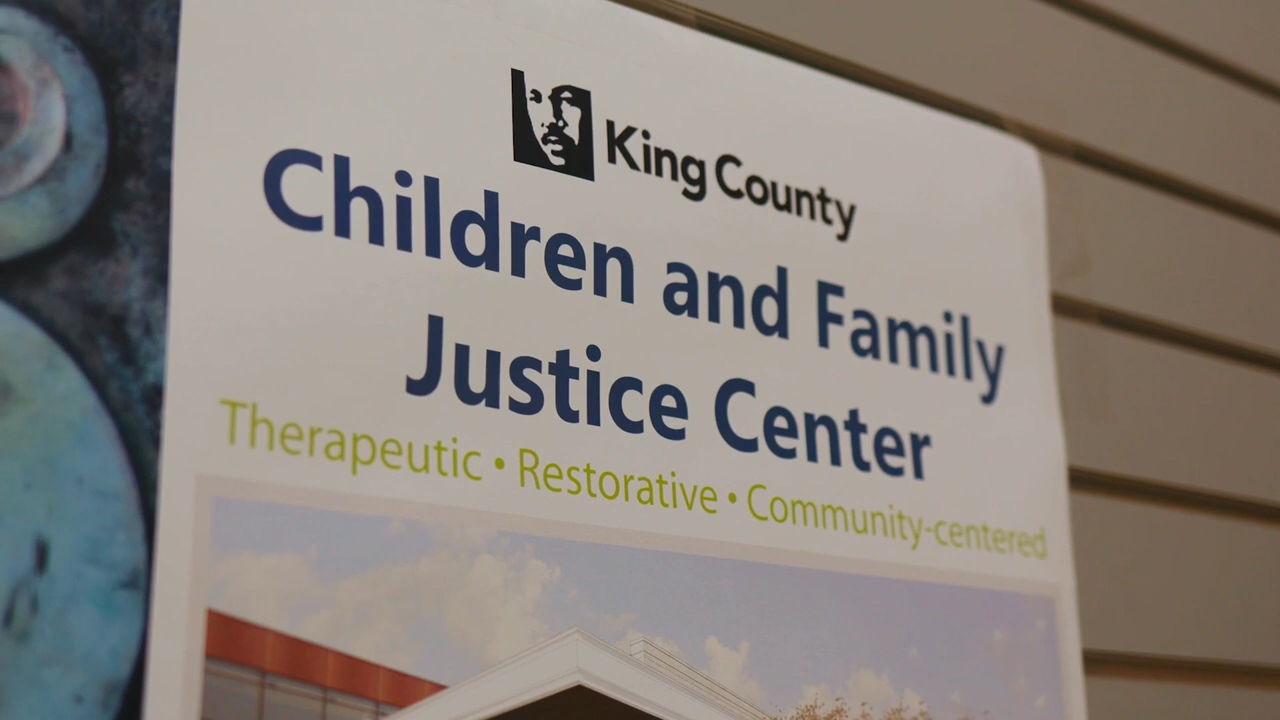 King County
Children and Family
Justice Center
Therapeutic • Restorative • Community-centered